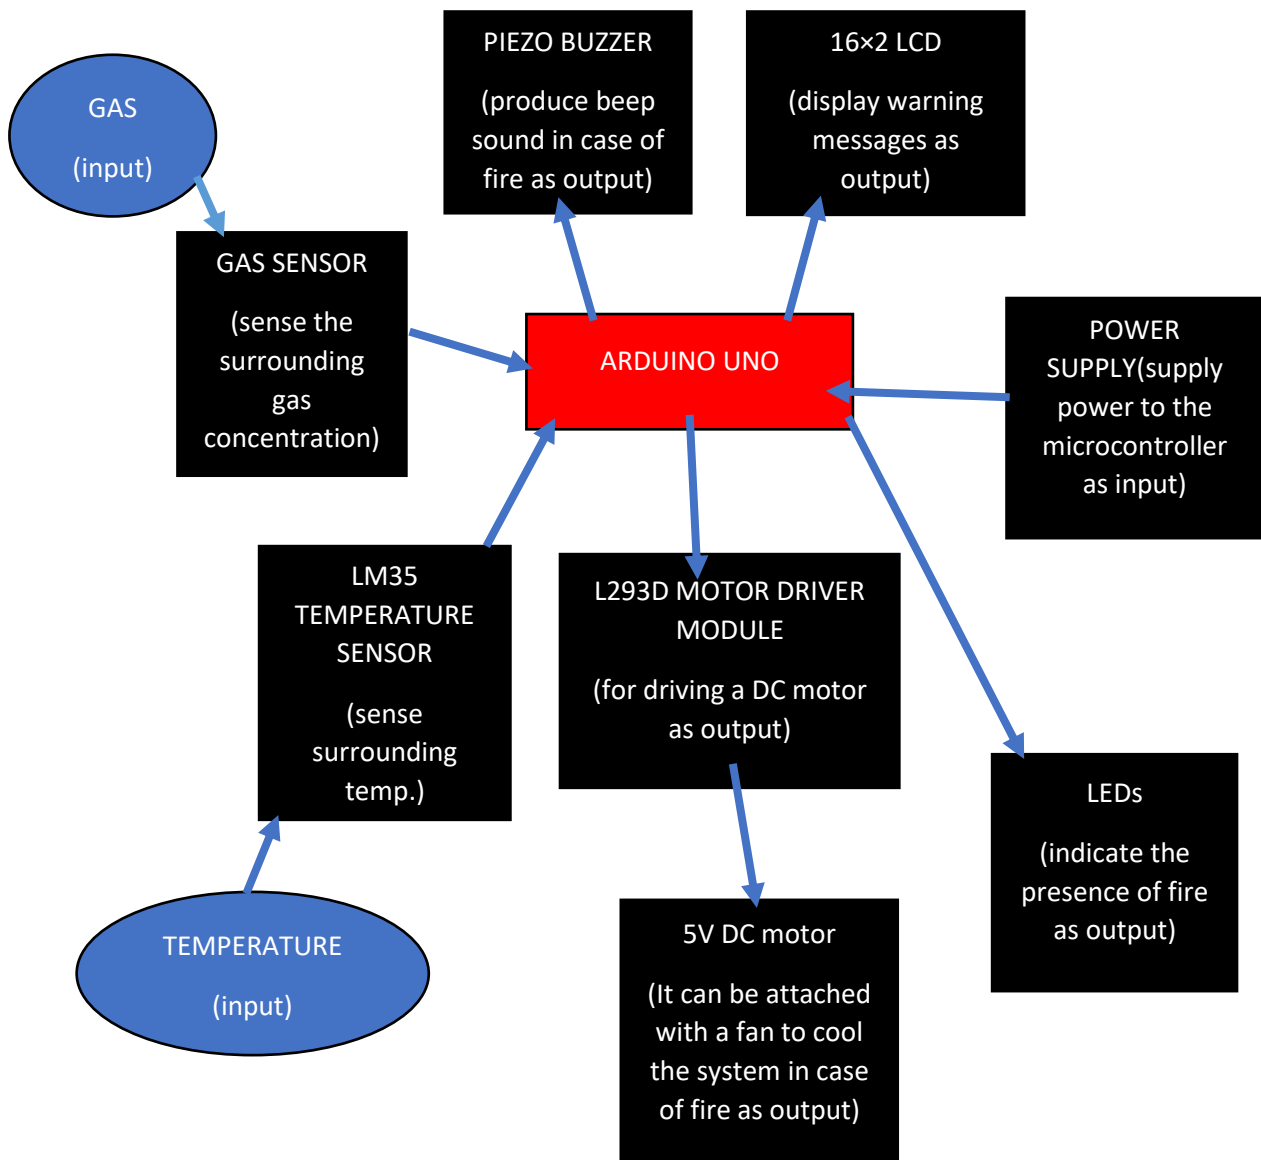 PIEZO BUZZER
(produce beep
sound in case of
fire as output)
16×2 LCD
(display warning
messages as
output)
GAS
(input)
GAS SENSOR
(sense the
surrounding
gas
concentration)
ARDUINO UNO
POWER
SUPPLY(supply
power to the
microcontroller
as input)
LM35
TEMPERATURE
SENSOR
(sense
surrounding
temp.)
L293D MOTOR DRIVER
MODULE
(for driving a DC motor
as output)
LEDs
(indicate the
presence of fire
as output)
TEMPERATURE
(input)
5V DC motor
(It can be attached
with a fan to cool
the system in case
of fire as output)